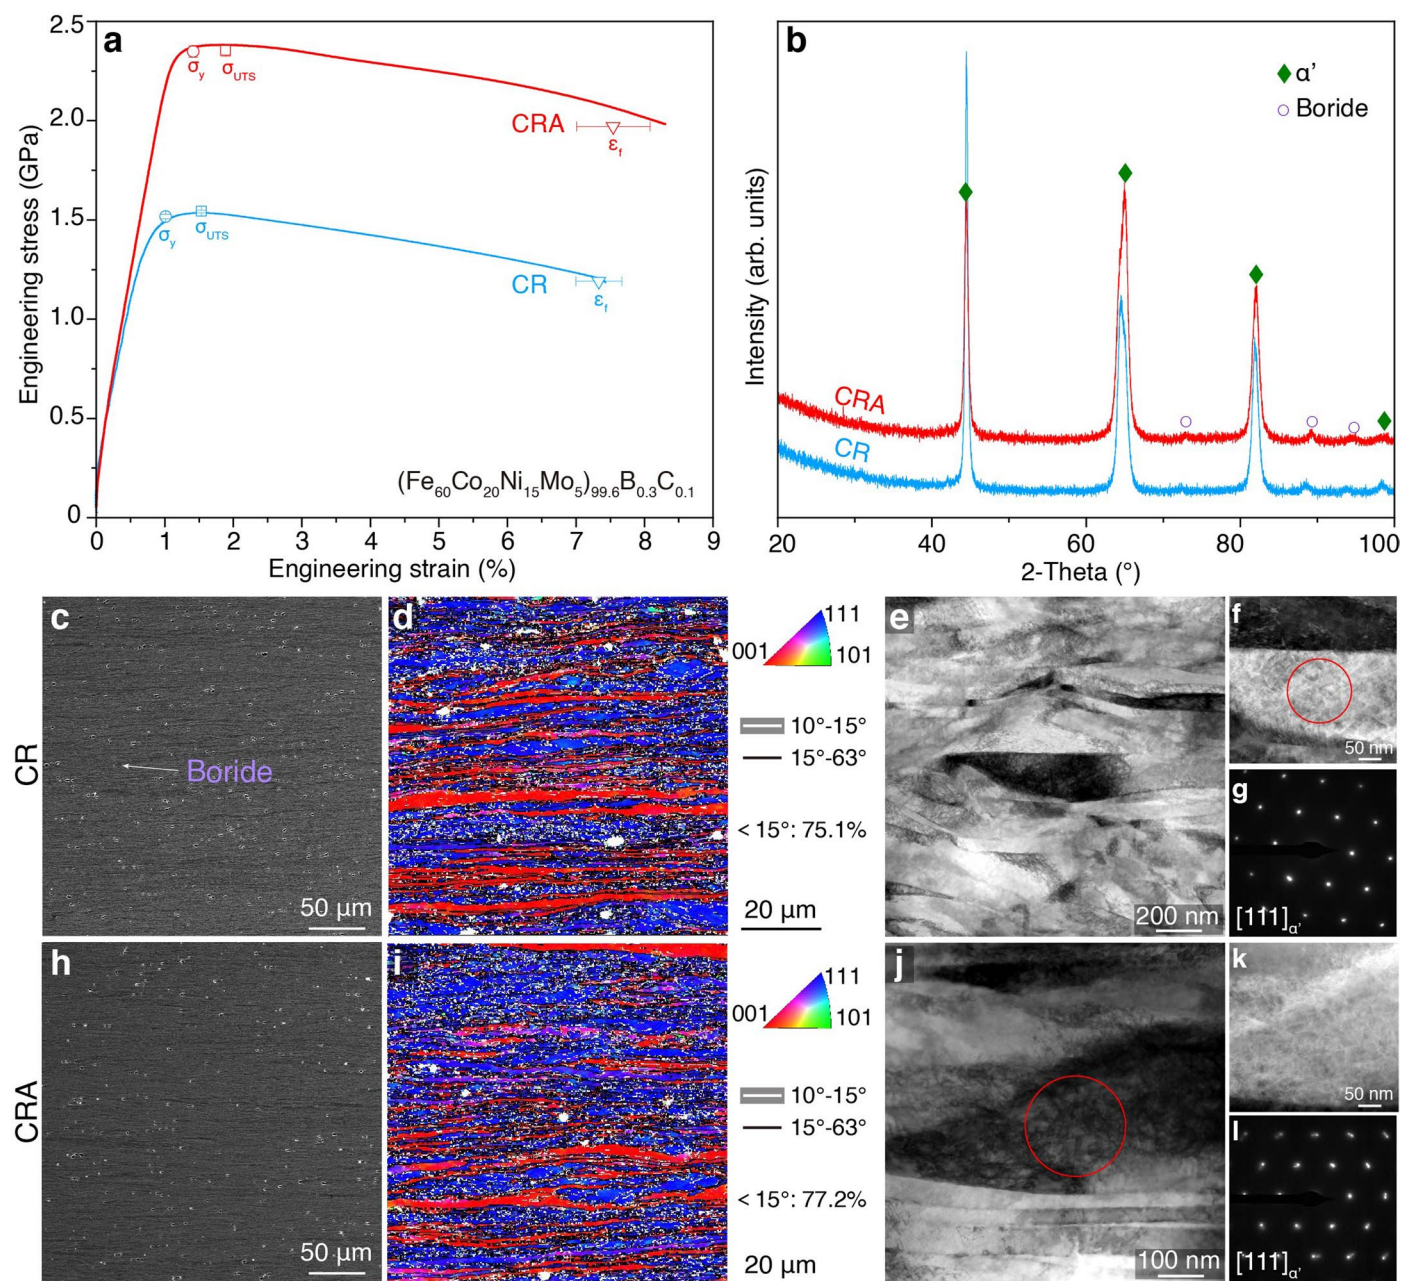 a
2.5
2.0
1.5
1.0
0.5
0
Engineering stress (GPa)
σy
σUTS
CRA
εf
σy
σUTS
CR
εf
(Fe60Co20Ni15Mo5)99.6B0.3C0.1
0 1 2 3 4 5 6 7 8 9
Engineering strain (%)
b
α’
Boride
Intensity (arb. units)
CRA
CR
20 40 60 80 100
2-Theta (°)
CR
c
Boride
50 µm
d
111
001
101
10°-15°
15°-63°
< 15°: 75.1%
20 µm
e
200 nm
f
50 nm
g
[111]α’
CRA
h
50 µm
i
111
001
101
10°-15°
15°-63°
< 15°: 77.2%
20 µm
j
100 nm
k
50 nm
l
[111]α’